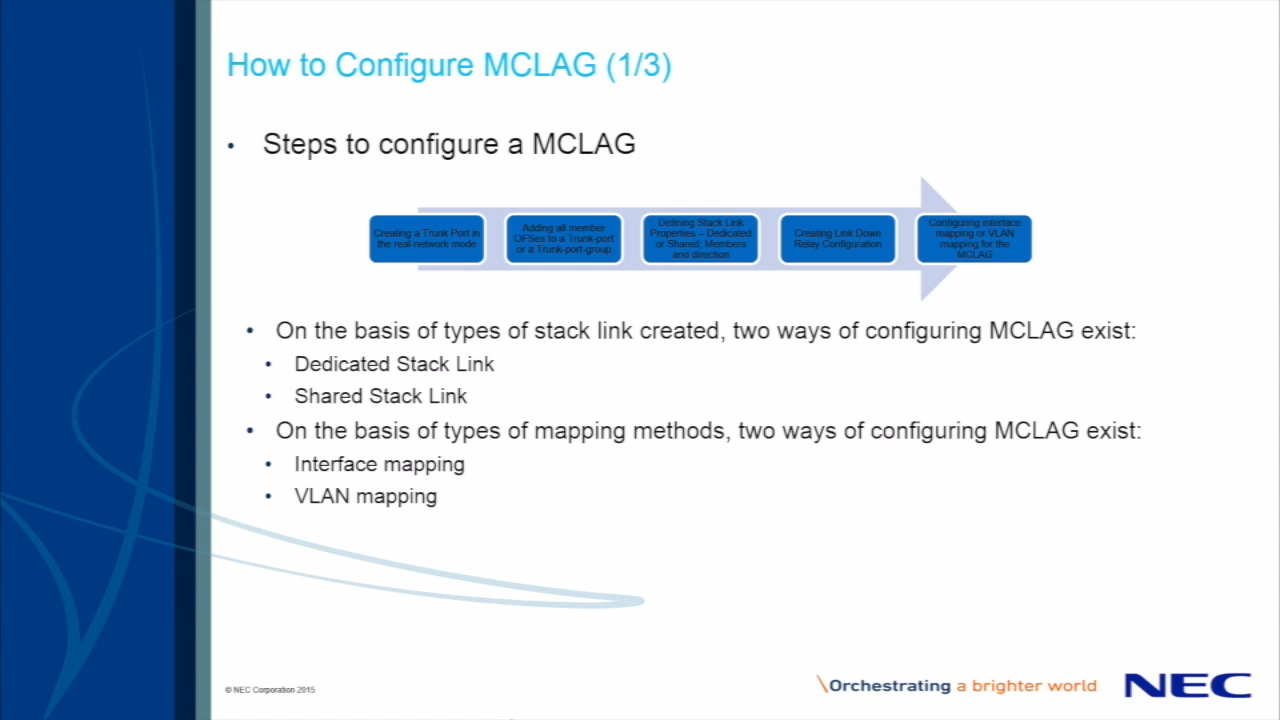 How to Configure MCLAG (1/3)
• Steps to configure a MCLAG
Creating a Trunk Port in
the real-network mode
Adding all member
OFSes to a Trunk-port
or a Trunk-port-group
Defining Stack Link
Properties – Dedicated
or Shared; Members
and direction
Creating Link Down
Relay Configuration
Configuring interface
mapping or VLAN
mapping for the
MCLAG
• On the basis of types of stack link created, two ways of configuring MCLAG exist:
• Dedicated Stack Link
• Shared Stack Link
• On the basis of types of mapping methods, two ways of configuring MCLAG exist:
• Interface mapping
• VLAN mapping
© NEC Corporation 2015
\Orchestrating a brighter world
NEC